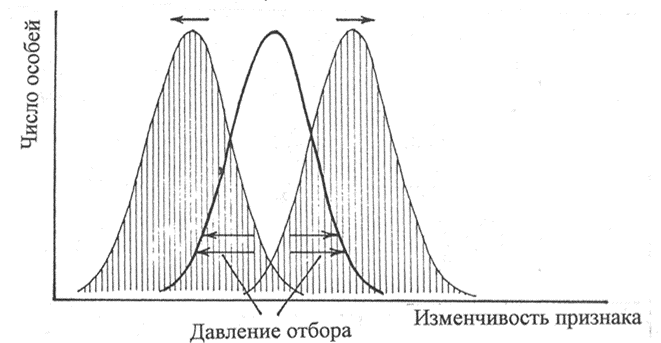 Число особей
Давление отбора
Изменчивость признака